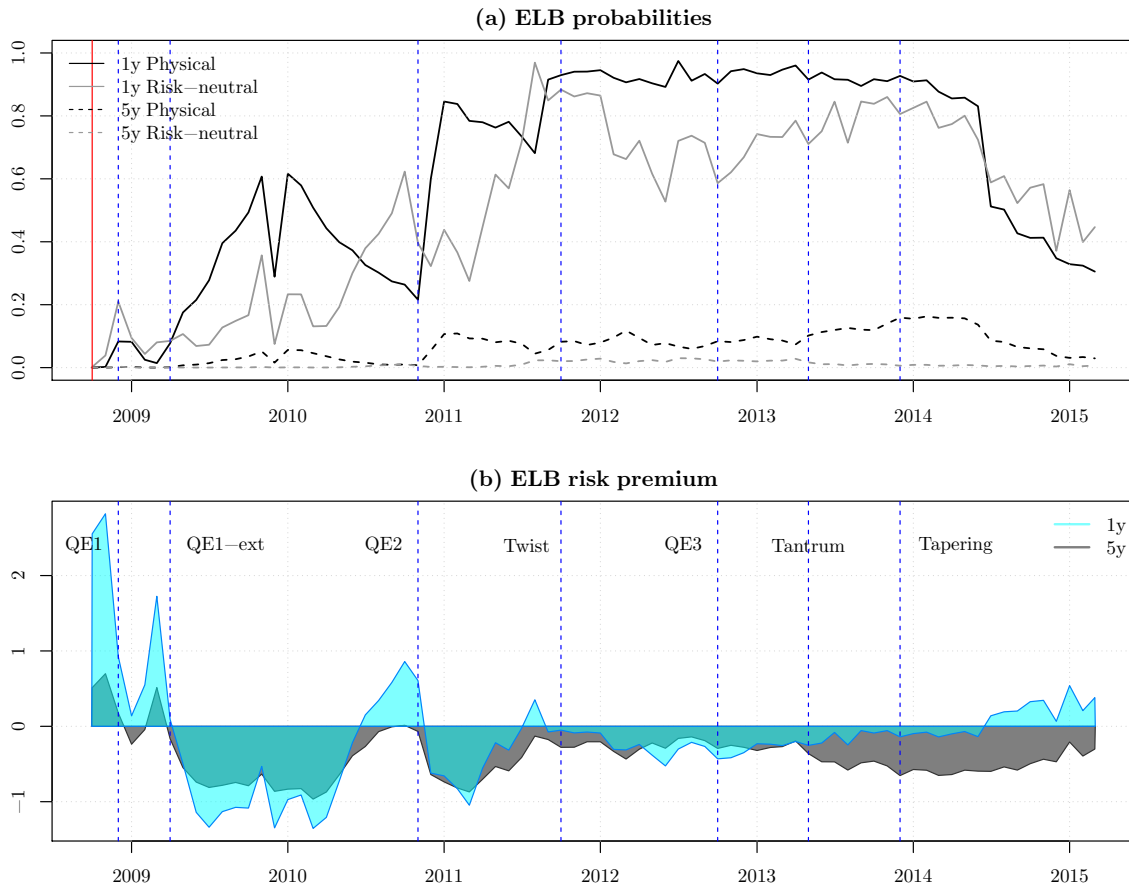 (a) ELB probabilities
1.0
0.8
0.6
0.4
0.2
0.0
1y Physical
1y Risk−neutral
5y Physical
5y Risk−neutral
2009 2010 2011 2012 2013 2014 2015
(b) ELB risk premium
2
1
0
−1
1y
5y
QE1 QE1−ext QE2 Twist QE3 Tantrum Tapering
2009 2010 2011 2012 2013 2014 2015